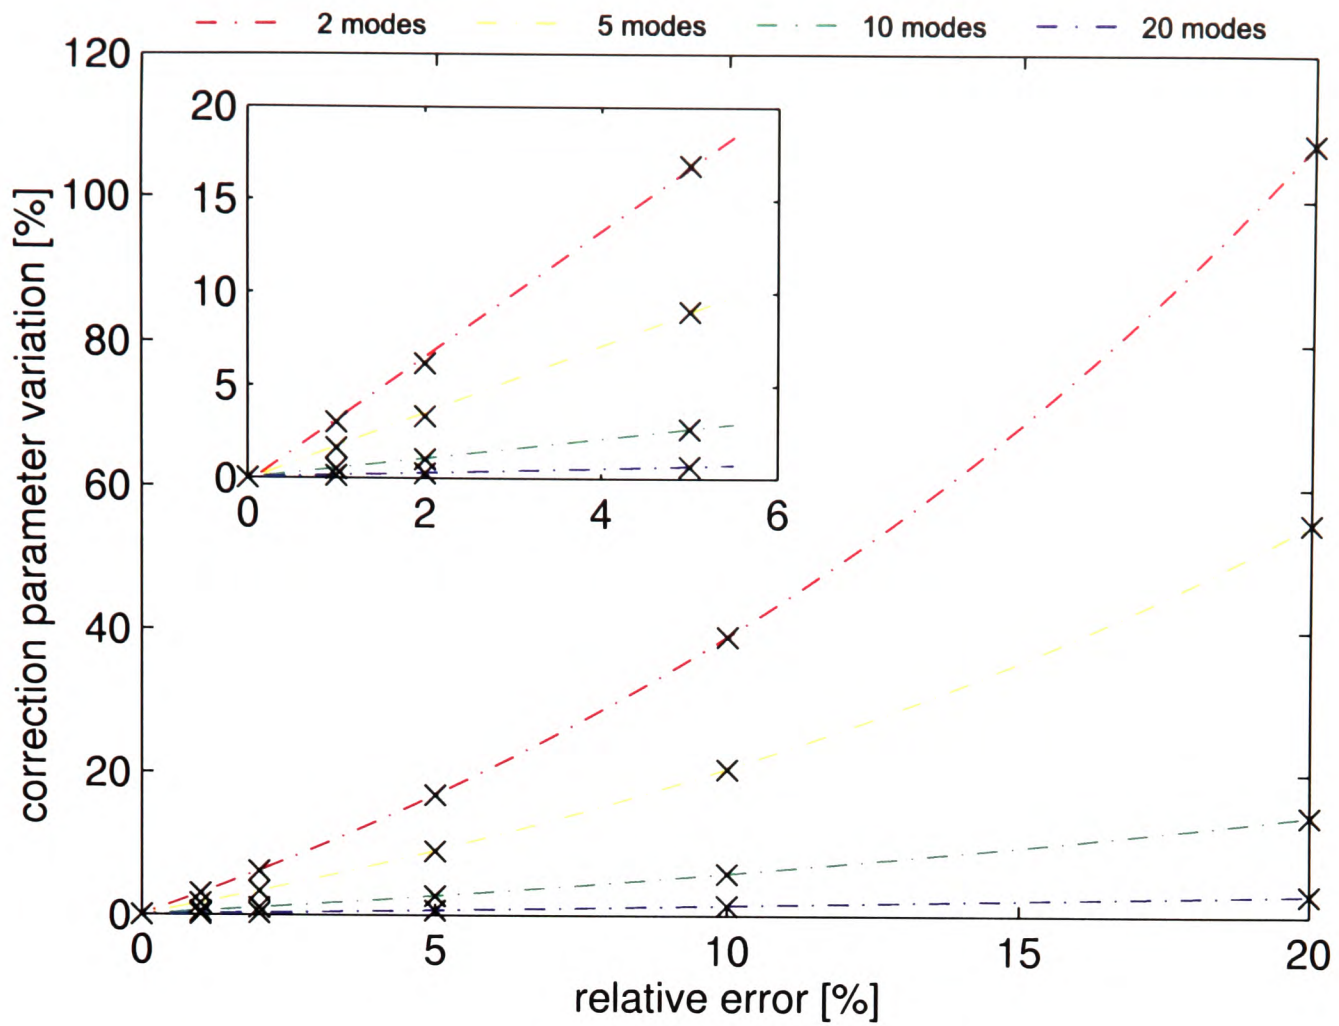 2 modes 5 modes 10 modes 20 modes
120
100
80
60
40
20
0
correction parameter variation [%]
20
15
10
5
0
0 2 4 6
0 5 10 15 20
relative error [%]